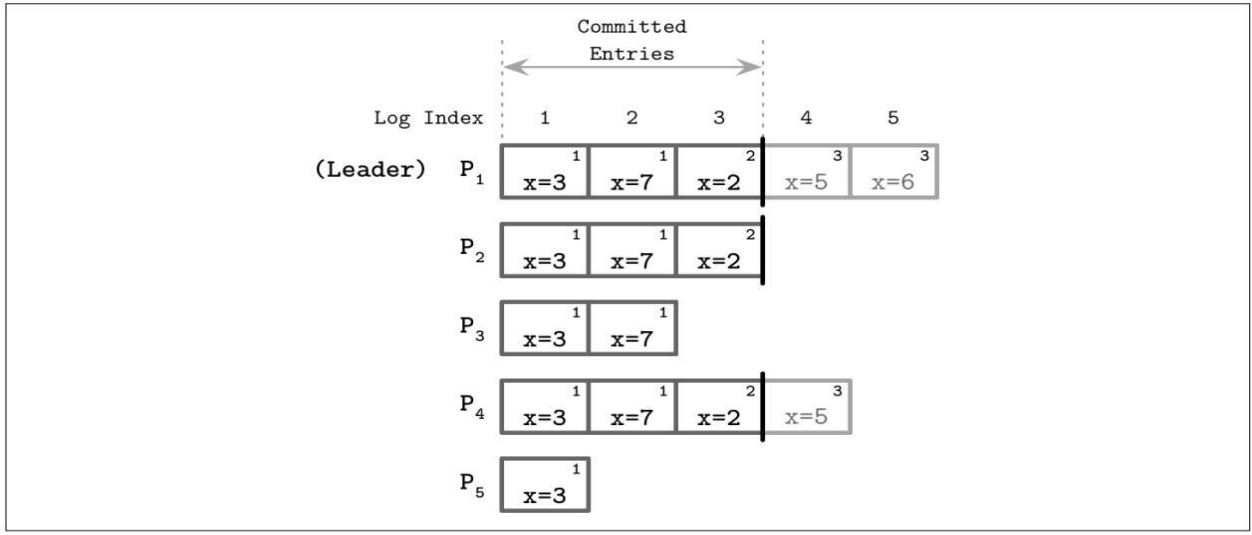 Committed
Entries
Log Index 1 2 3 4 5
(Leader) P1 1 1 2 3 3
x=3 x=7 x=2 x=5 x=6
P2 1 1 2
x=3 x=7 x=2
P3 1 1
x=3 x=7
P4 1 1 2 3
x=3 x=7 x=2 x=5
P5 1
x=3